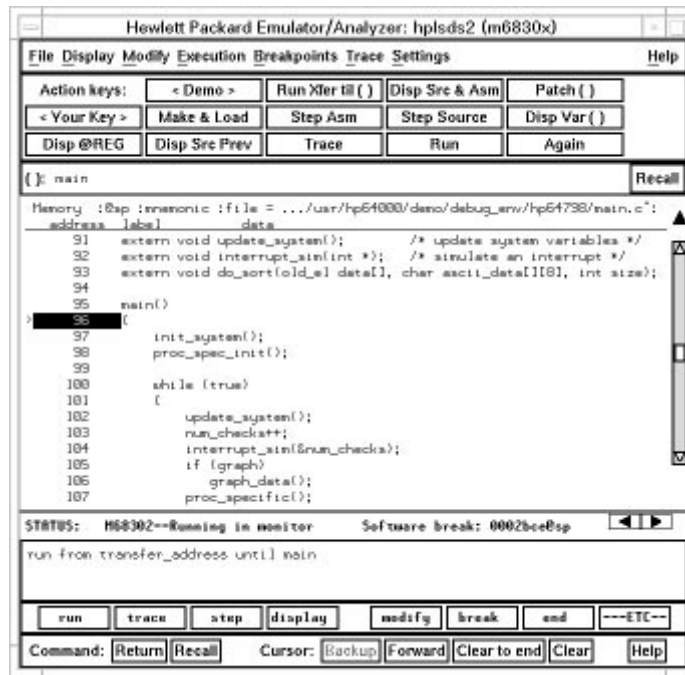 Hewlett Packard Emulator/Analyzer: hplsds2 (m6830x)
File Display Modify Execution Breakpoints Trace Settings Help
Action keys: < Demo > Run Xfer til ( ) Disp Src & Asm Patch ( )
< Your Key > Make & Load Step Asm Step Source Disp Var ( )
Disp @REG Disp Src Prev Trace Run Again
( ): main Recall
Memory :@sp :mnemonic :file = .../usr/hp64000/demo/debug_env/hp64798/main.c":
address label data
91 extern void update_system(); /* update system variables */
92 extern void interrupt_sim(int *); /* simulate an interrupt */
93 extern void do_sort(old_el data[], char ascii_data[][8], int size);
94
95 main()
> 96 {
97 init_system();
98 proc_spec_init();
99
100 while (true)
101 {
102 update_system();
103 num_checks++;
104 interrupt_sim(&num_checks);
105 if (graph)
106 graph_data();
107 proc_specific();
STATUS: M68302--Running in monitor Software break: 0002bce@sp
run from transfer_address until main
run trace step display modify break end ---ETC--
Command: Return Recall Cursor: Backup Forward Clear to end Clear Help